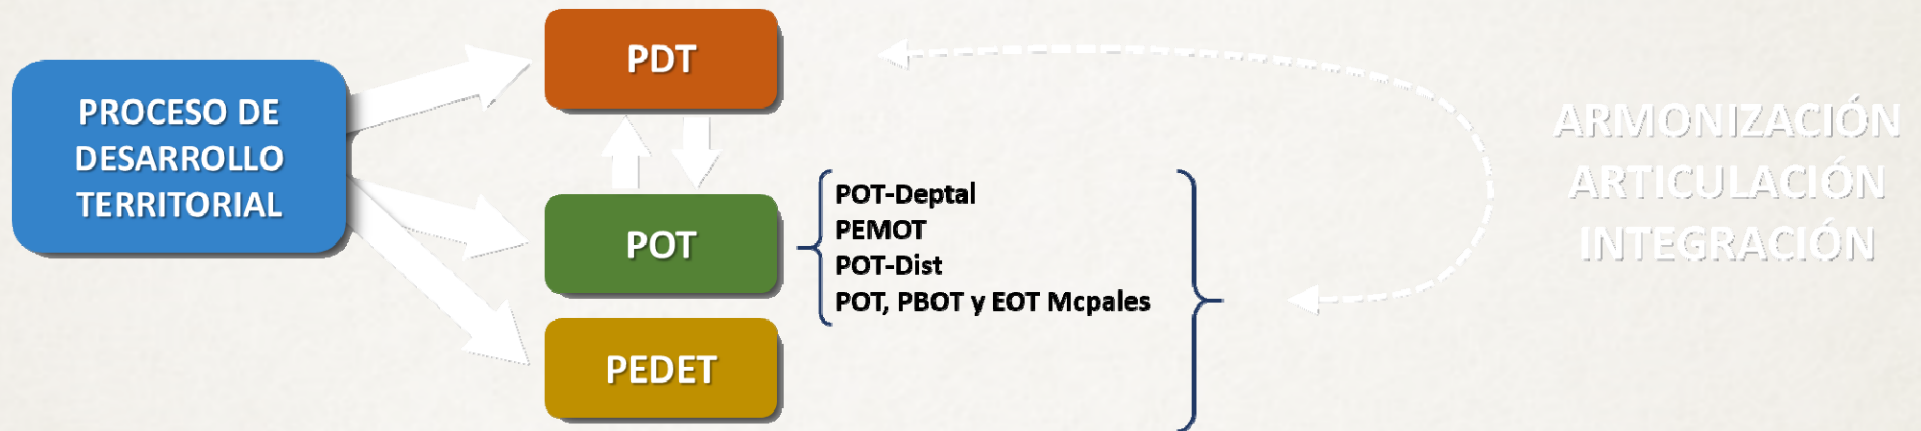 PROCESO DE
DESARROLLO
TERRITORIAL
PDT
POT
PEDET
POT-Deptal
PEMOT
POT-Dist
POT, PBOT y EOT Mcpales
ARMONIZACIÓN
ARTICULACIÓN
INTEGRACIÓN